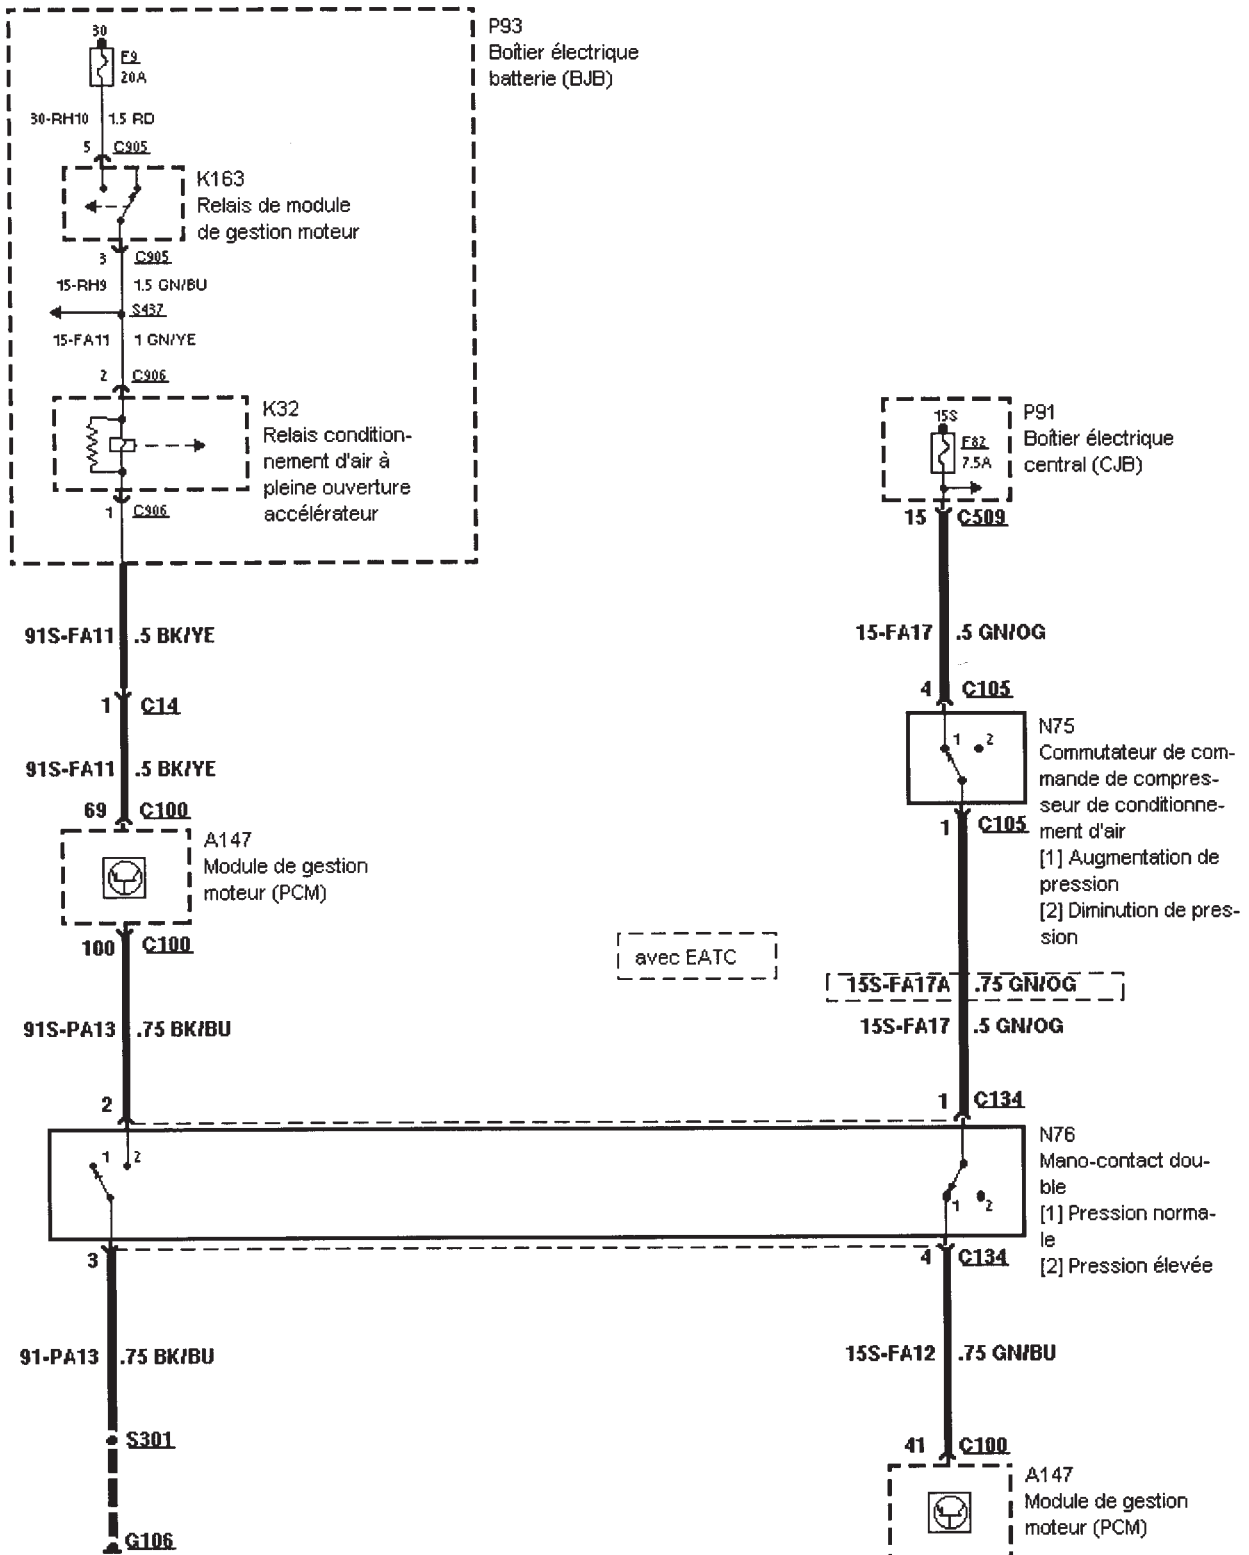 P93
Boîtier électrique
batterie (BJB)
30
F9
20A
30-RH10 1.5 RD
5 C905
K163
Relais de module
de gestion moteur
3 C905
15-RH9 1.5 GN/BU
S437
15-FA11 1 GN/YE
2 C906
K32
Relais condition-
nement d'air à
pleine ouverture
accélérateur
1 C906
91S-FA11 .5 BK/YE
1 C14
91S-FA11 .5 BK/YE
69 C100
A147
Module de gestion
moteur (PCM)
100 C100
91S-PA13 .75 BK/BU
2
15S
F82
7.5A
P91
Boîtier électrique
central (CJB)
15 C509
15-FA17 .5 GN/OG
4 C105
1 2
N75
Commutateur de com-
mande de compres-
seur de conditionne-
ment d'air
[1] Augmentation de
pression
[2] Diminution de pres-
sion
1 C105
avec EATC
15S-FA17A .75 GN/OG
15S-FA17 .5 GN/OG
1 C134
1 2
1 2
N76
Mano-contact dou-
ble
[1] Pression norma-
le
[2] Pression élevée
3
4 C134
91-PA13 .75 BK/BU
15S-FA12 .75 GN/BU
S301
G106
41 C100
A147
Module de gestion
moteur (PCM)